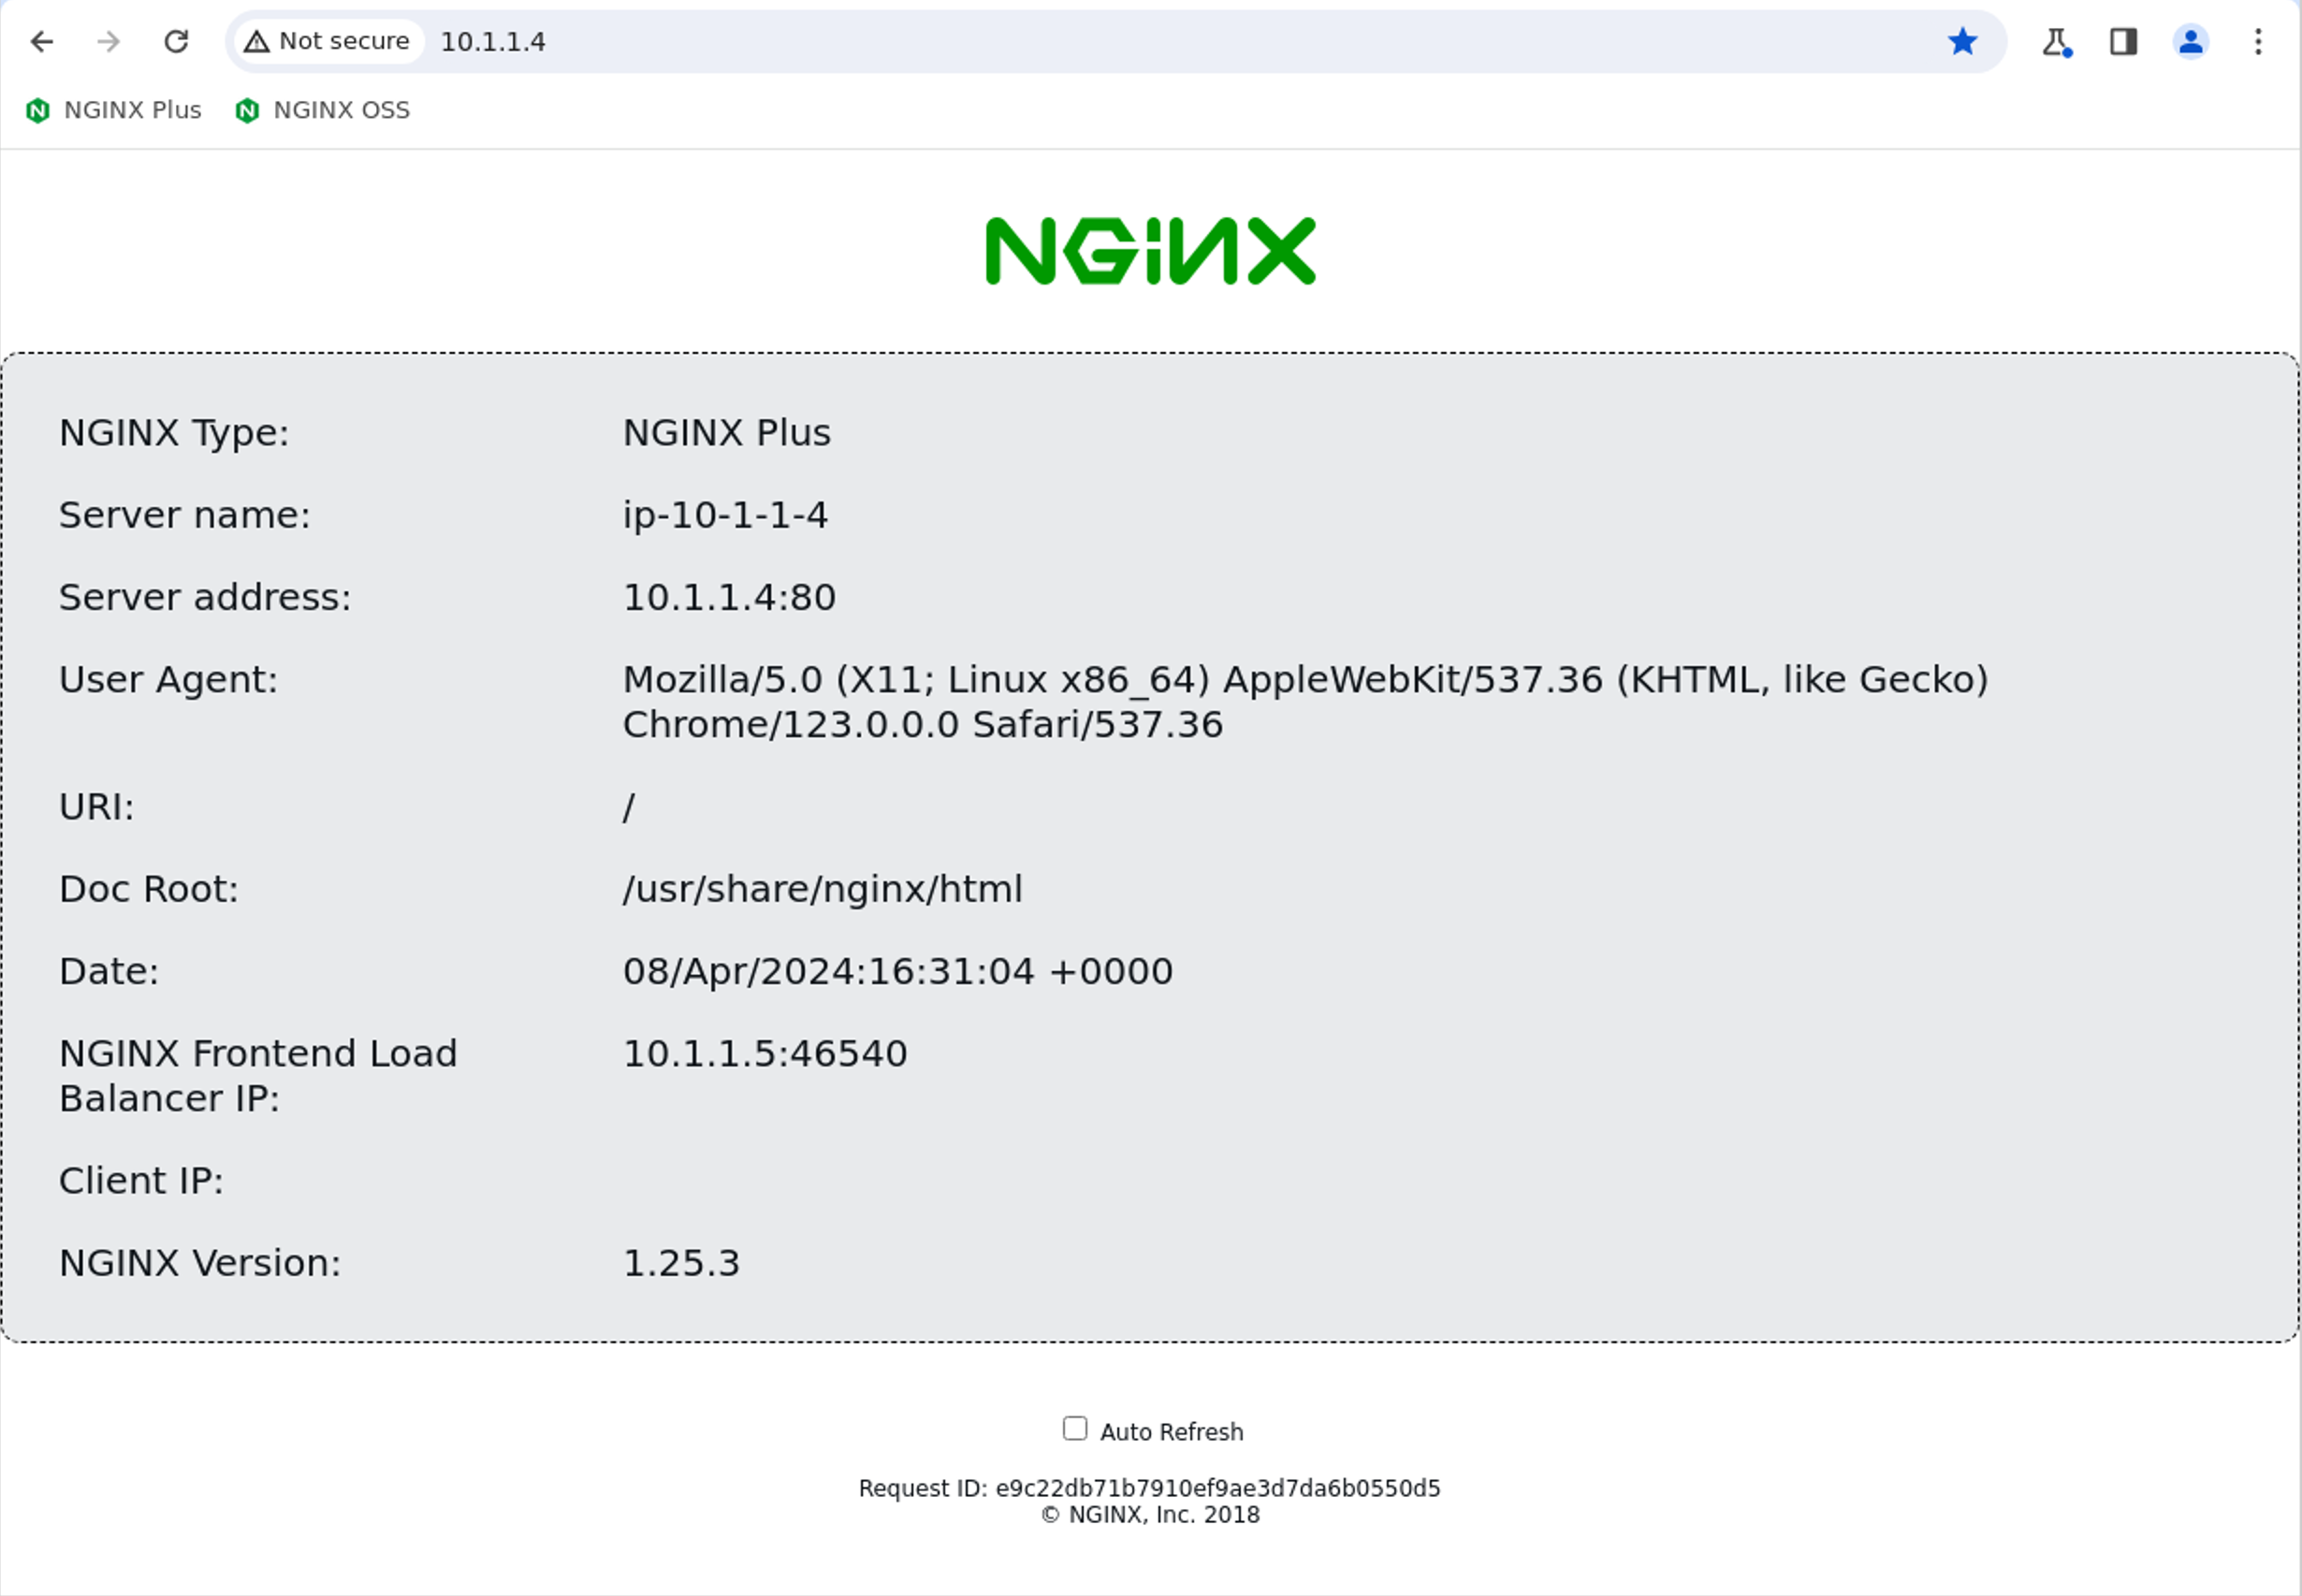 Not secure 10.1.1.4
NGINX Plus NGINX OSS
NGINX
NGINX Type: NGINX Plus
Server name: ip-10-1-1-4
Server address: 10.1.1.4:80
User Agent: Mozilla/5.0 (X11; Linux x86_64) AppleWebKit/537.36 (KHTML, like Gecko)
Chrome/123.0.0.0 Safari/537.36
URI: /
Doc Root: /usr/share/nginx/html
Date: 08/Apr/2024:16:31:04 +0000
NGINX Frontend Load 10.1.1.5:46540
Balancer IP:
Client IP:
NGINX Version: 1.25.3
Auto Refresh
Request ID: e9c22db71b7910ef9ae3d7da6b0550d5
© NGINX, Inc. 2018